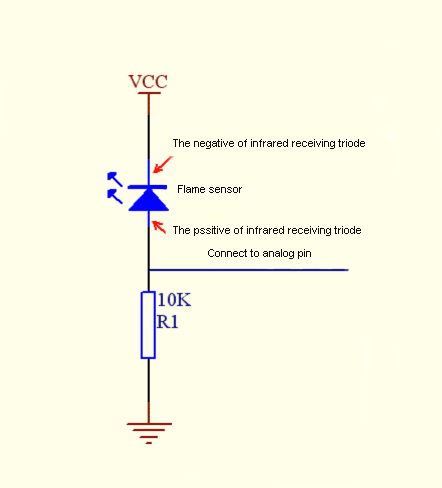 VCC
The negative of infrared receiving triode
Flame sensor
The pssitive of infrared receiving triode
Connect to analog pin
10K
R1